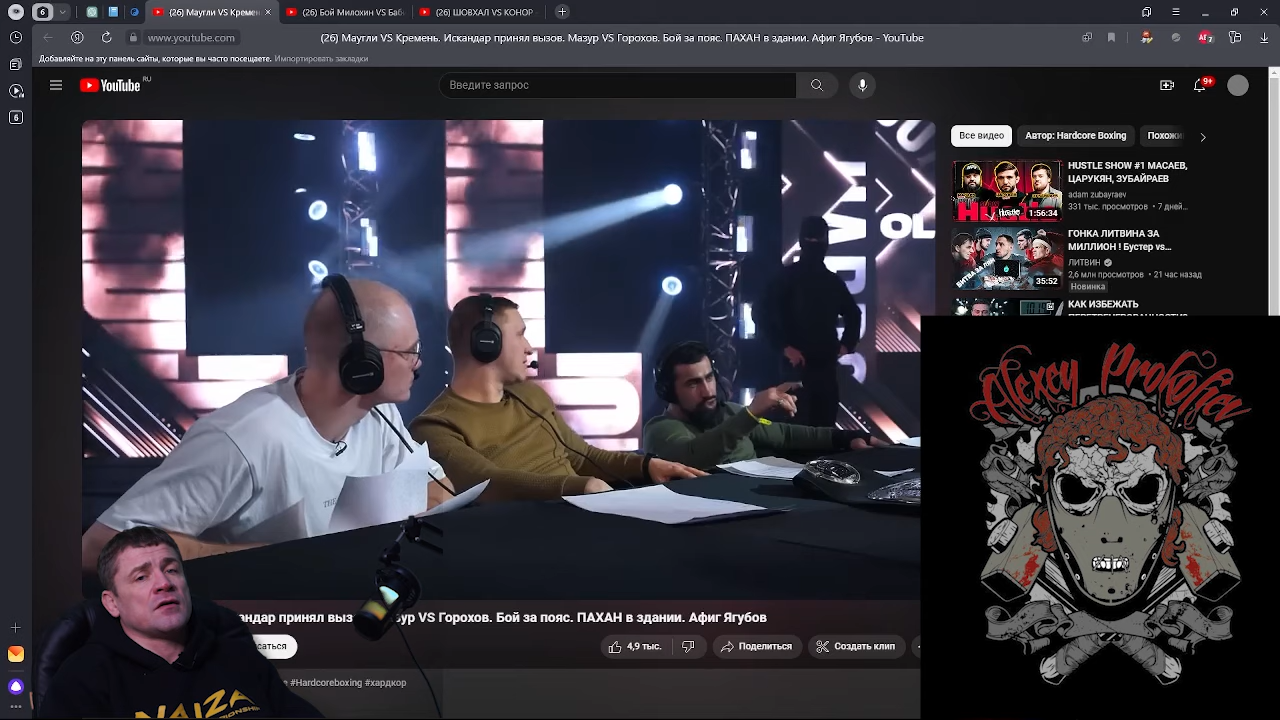 6
(26) Маугли VS Кремен
(26) Бой Милохин VS Баб
(26) ШОВХАЛ VS КОНОР
www.youtube.com
(26) Маугли VS Кремень. Искандар принял вызов. Мазур VS Горохов. Бой за пояс. ПАХАН в здании. Афиг Ягубов - YouTube
Добавляйте на эту панель сайты, которые вы часто посещаете. Импортировать закладки
YouTube
RU
Введите запрос
9+
6
Все видео
Автор: Hardcore Boxing
Похожи
HUSTLE SHOW #1 МАСАЕВ,
ЦАРУКЯН, ЗУБАЙРАЕВ
adam zubayraev
331 тыс. просмотров • 7 дней...
1:56:34
ГОНКА ЛИТВИНА ЗА
МИЛЛИОН ! Бустер vs...
ЛИТВИН
2,6 млн просмотров • 21 час назад
Новинка
35:52
КАК ИЗБЕЖАТЬ
ПЕРЕТРЕНИРОВАННОСТИ
OL
Alexey Prokofiev
андар принял выз
зур VS Горохов. Бой за пояс. ПАХАН в здании. Афиг Ягубов
саться
4,9 тыс.
Поделиться
Создать клип
#Hardcoreboxing #хардкор
NAIZA